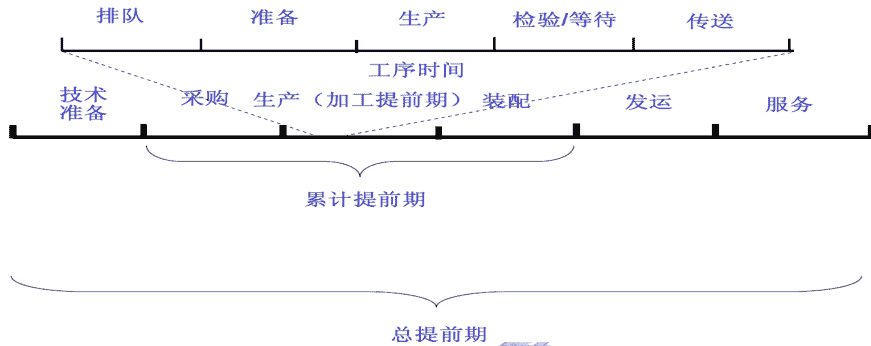 排队 准备 生产 检验/等待 传送
工序时间
技术准备 采购 生产（加工提前期） 装配 发运 服务
累计提前期
总提前期